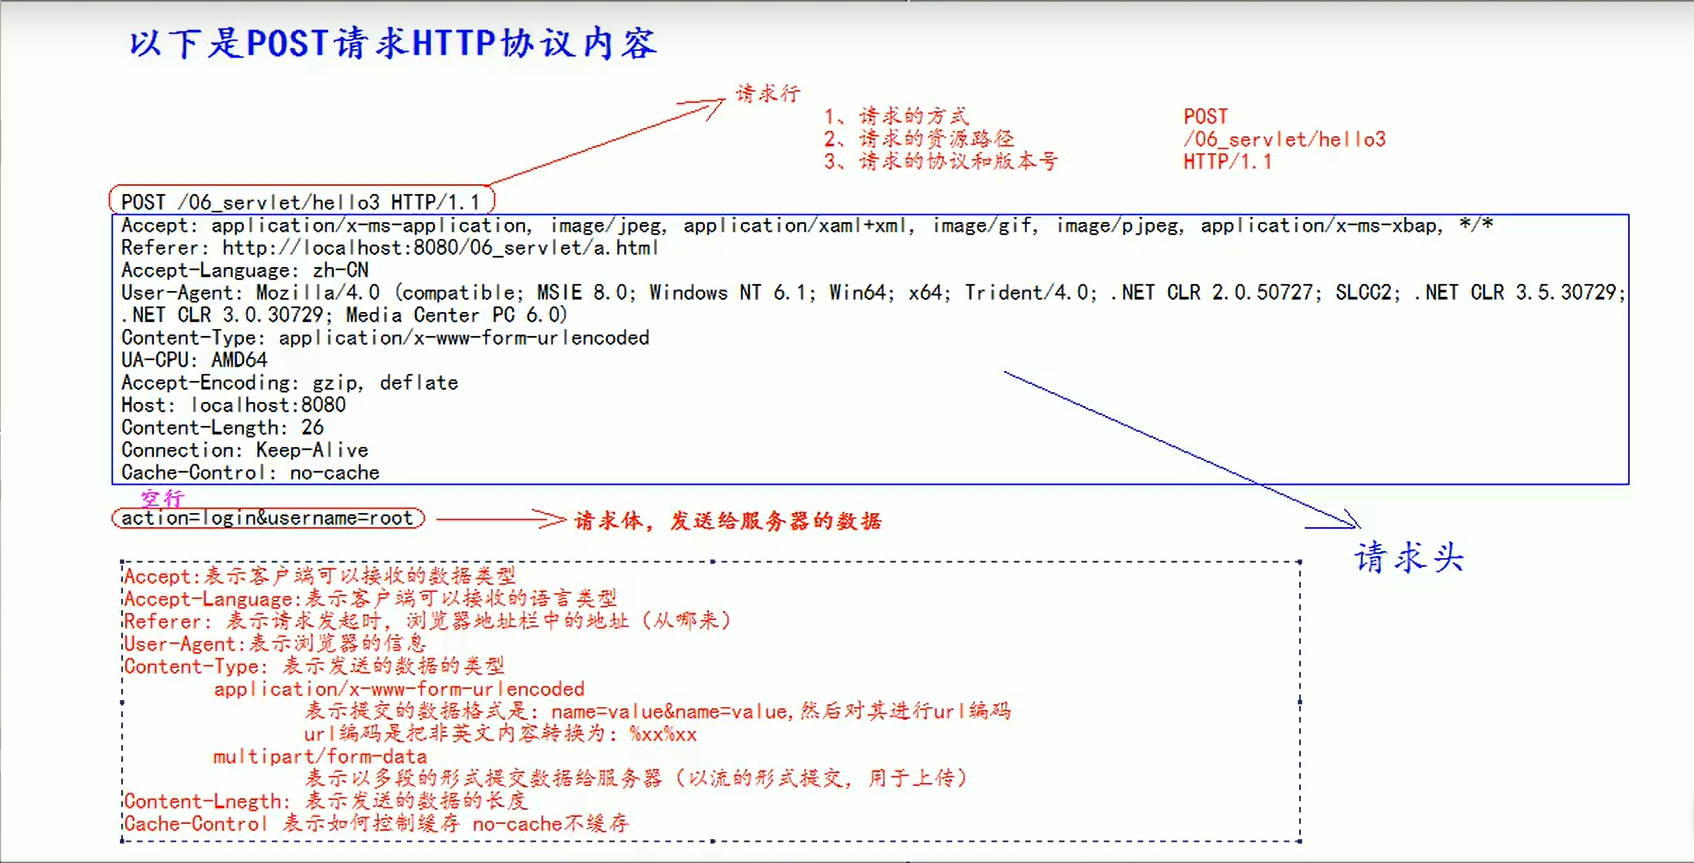 以下是POST请求HTTP协议内容
请求行
1、请求的方式 POST
2、请求的资源路径 /06_servlet/hello3
3、请求的协议和版本号 HTTP/1.1
POST /06_servlet/hello3 HTTP/1.1
Accept: application/x-ms-application, image/jpeg, application/xaml+xml, image/gif, image/pjpeg, application/x-ms-xbap, */*
Referer: http://localhost:8080/06_servlet/a.html
Accept-Language: zh-CN
User-Agent: Mozilla/4.0 (compatible; MSIE 8.0; Windows NT 6.1; Win64; x64; Trident/4.0; .NET CLR 2.0.50727; SLCC2; .NET CLR 3.5.30729;
.NET CLR 3.0.30729; Media Center PC 6.0)
Content-Type: application/x-www-form-urlencoded
UA-CPU: AMD64
Accept-Encoding: gzip, deflate
Host: localhost:8080
Content-Length: 26
Connection: Keep-Alive
Cache-Control: no-cache
空行
action=login&username=root
请求体，发送给服务器的数据
请求头
Accept:表示客户端可以接收的数据类型
Accept-Language:表示客户端可以接收的语言类型
Referer: 表示请求发起时，浏览器地址栏中的地址（从哪来）
User-Agent:表示浏览器的信息
Content-Type: 表示发送的数据的类型
application/x-www-form-urlencoded
表示提交的数据格式是: name=value&name=value,然后对其进行url编码
url编码是把非英文内容转换为: %xx%xx
multipart/form-data
表示以多段的形式提交数据给服务器（以流的形式提交，用于上传）
Content-Lnegth: 表示发送的数据的长度
Cache-Control 表示如何控制缓存 no-cache不缓存